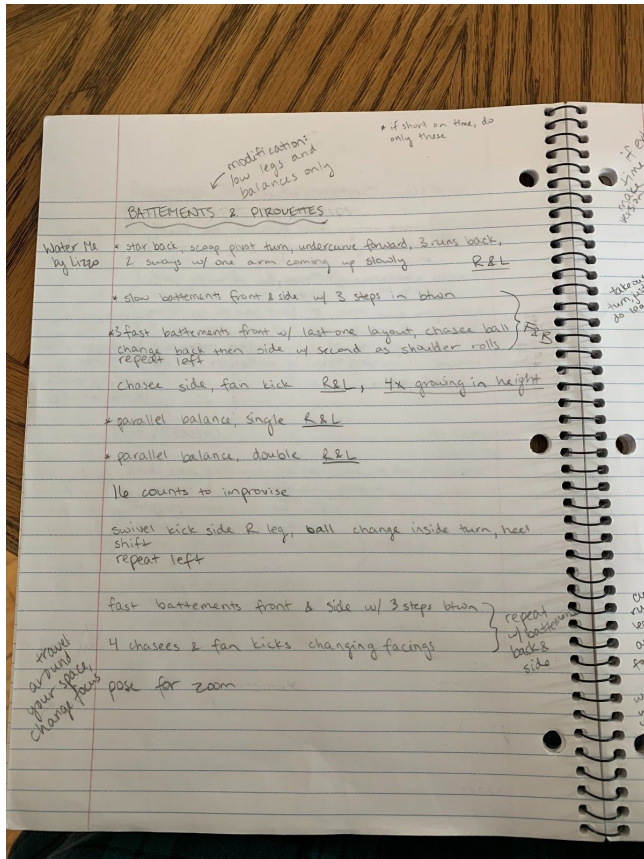 * if short on time, do
only these
modification:
low legs and
balances only
BATTEMENTS & PIROUETTES
Water Me
by Lizzo
* star back, scoop pivot turn, undercurve forward, 3 runs back,
2 sways w/ one arm coming up slowly R & L
* slow battements front & side w/ 3 steps in btwn
* 3 fast battements front w/ last one layout, chasee ball
change back then side w/ second as shoulder rolls
repeat left
chasee side, fan kick R & L, 4x growing in height
* parallel balance, single R & L
* parallel balance, double R & L
16 counts to improvise
swivel kick side R leg, ball change inside turn, heel
shift
repeat left
fast battements front & side w/ 3 steps btwn
repeat
w/ battements
back &
side
4 chasees & fan kicks changing facings
travel
around
your space,
change focus
pose for zoom